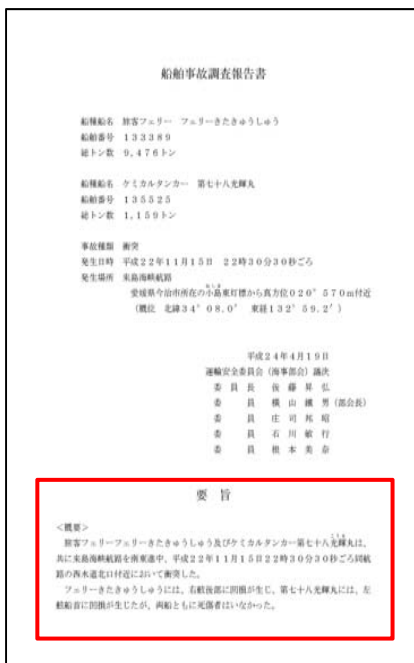 船舶事故調査報告書
船種船名 旅客フェリー フェリーきたきゅうしゅう
船舶番号 133389
総トン数 9,476トン
船種船名 ケミカルタンカー 第七十八光輝丸
船舶番号 135525
総トン数 1,159トン
事故種類 衝突
発生日時 平成22年11月15日 22時30分30秒ごろ
発生場所 来島海峡航路
愛媛県今治市所在の小島東灯標から真方位020°570m付近
(概位 北緯34°08.0′ 東経132°59.2′)
平成24年4月19日
運輸安全委員会(海事部会)議決
委員長 後藤昇弘
委員 横山鐵男(部会長)
委員 庄司邦昭
委員 石川敏行
委員 根本美奈
要旨
<概要>
旅客フェリーフェリーきたきゅうしゅう及びケミカルタンカー第七十八光輝丸は、
共に来島海峡航路を南東進中、平成22年11月15日22時30分30秒ごろ同航
路の西水道北口付近において衝突した。
フェリーきたきゅうしゅうには、右舷後部に凹損が生じ、第七十八光輝丸には、左
舷船首に凹損が生じたが、両船ともに死傷者はいなかった。